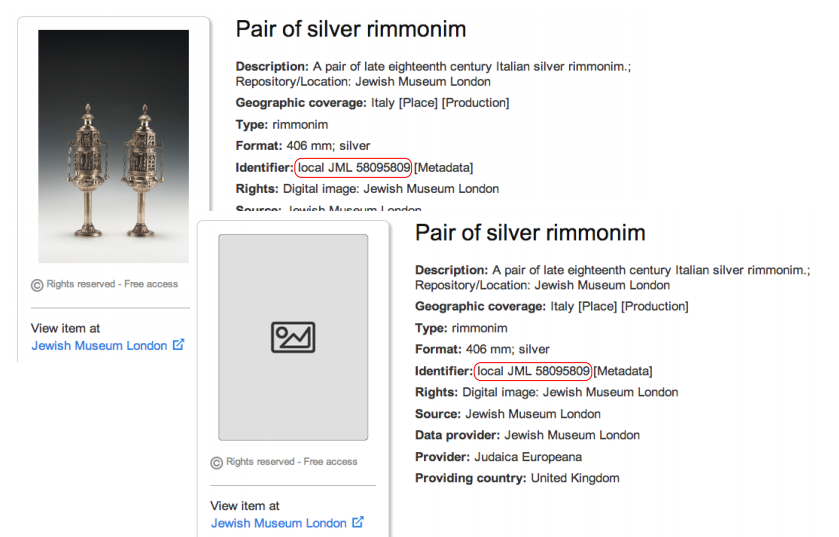 Pair of silver rimmonim
Description: A pair of late eighteenth century Italian silver rimmonim.;
Repository/Location: Jewish Museum London
Geographic coverage: Italy [Place] [Production]
Type: rimmonim
Format: 406 mm; silver
Identifier: local JML 58095809 [Metadata]
Rights: Digital image: Jewish Museum London
Source: Jewish Museum London
Rights reserved - Free access
View item at
Jewish Museum London
Pair of silver rimmonim
Description: A pair of late eighteenth century Italian silver rimmonim.;
Repository/Location: Jewish Museum London
Geographic coverage: Italy [Place] [Production]
Type: rimmonim
Format: 406 mm; silver
Identifier: local JML 58095809 [Metadata]
Rights: Digital image: Jewish Museum London
Source: Jewish Museum London
Data provider: Jewish Museum London
Provider: Judaica Europeana
Providing country: United Kingdom
Rights reserved - Free access
View item at
Jewish Museum London